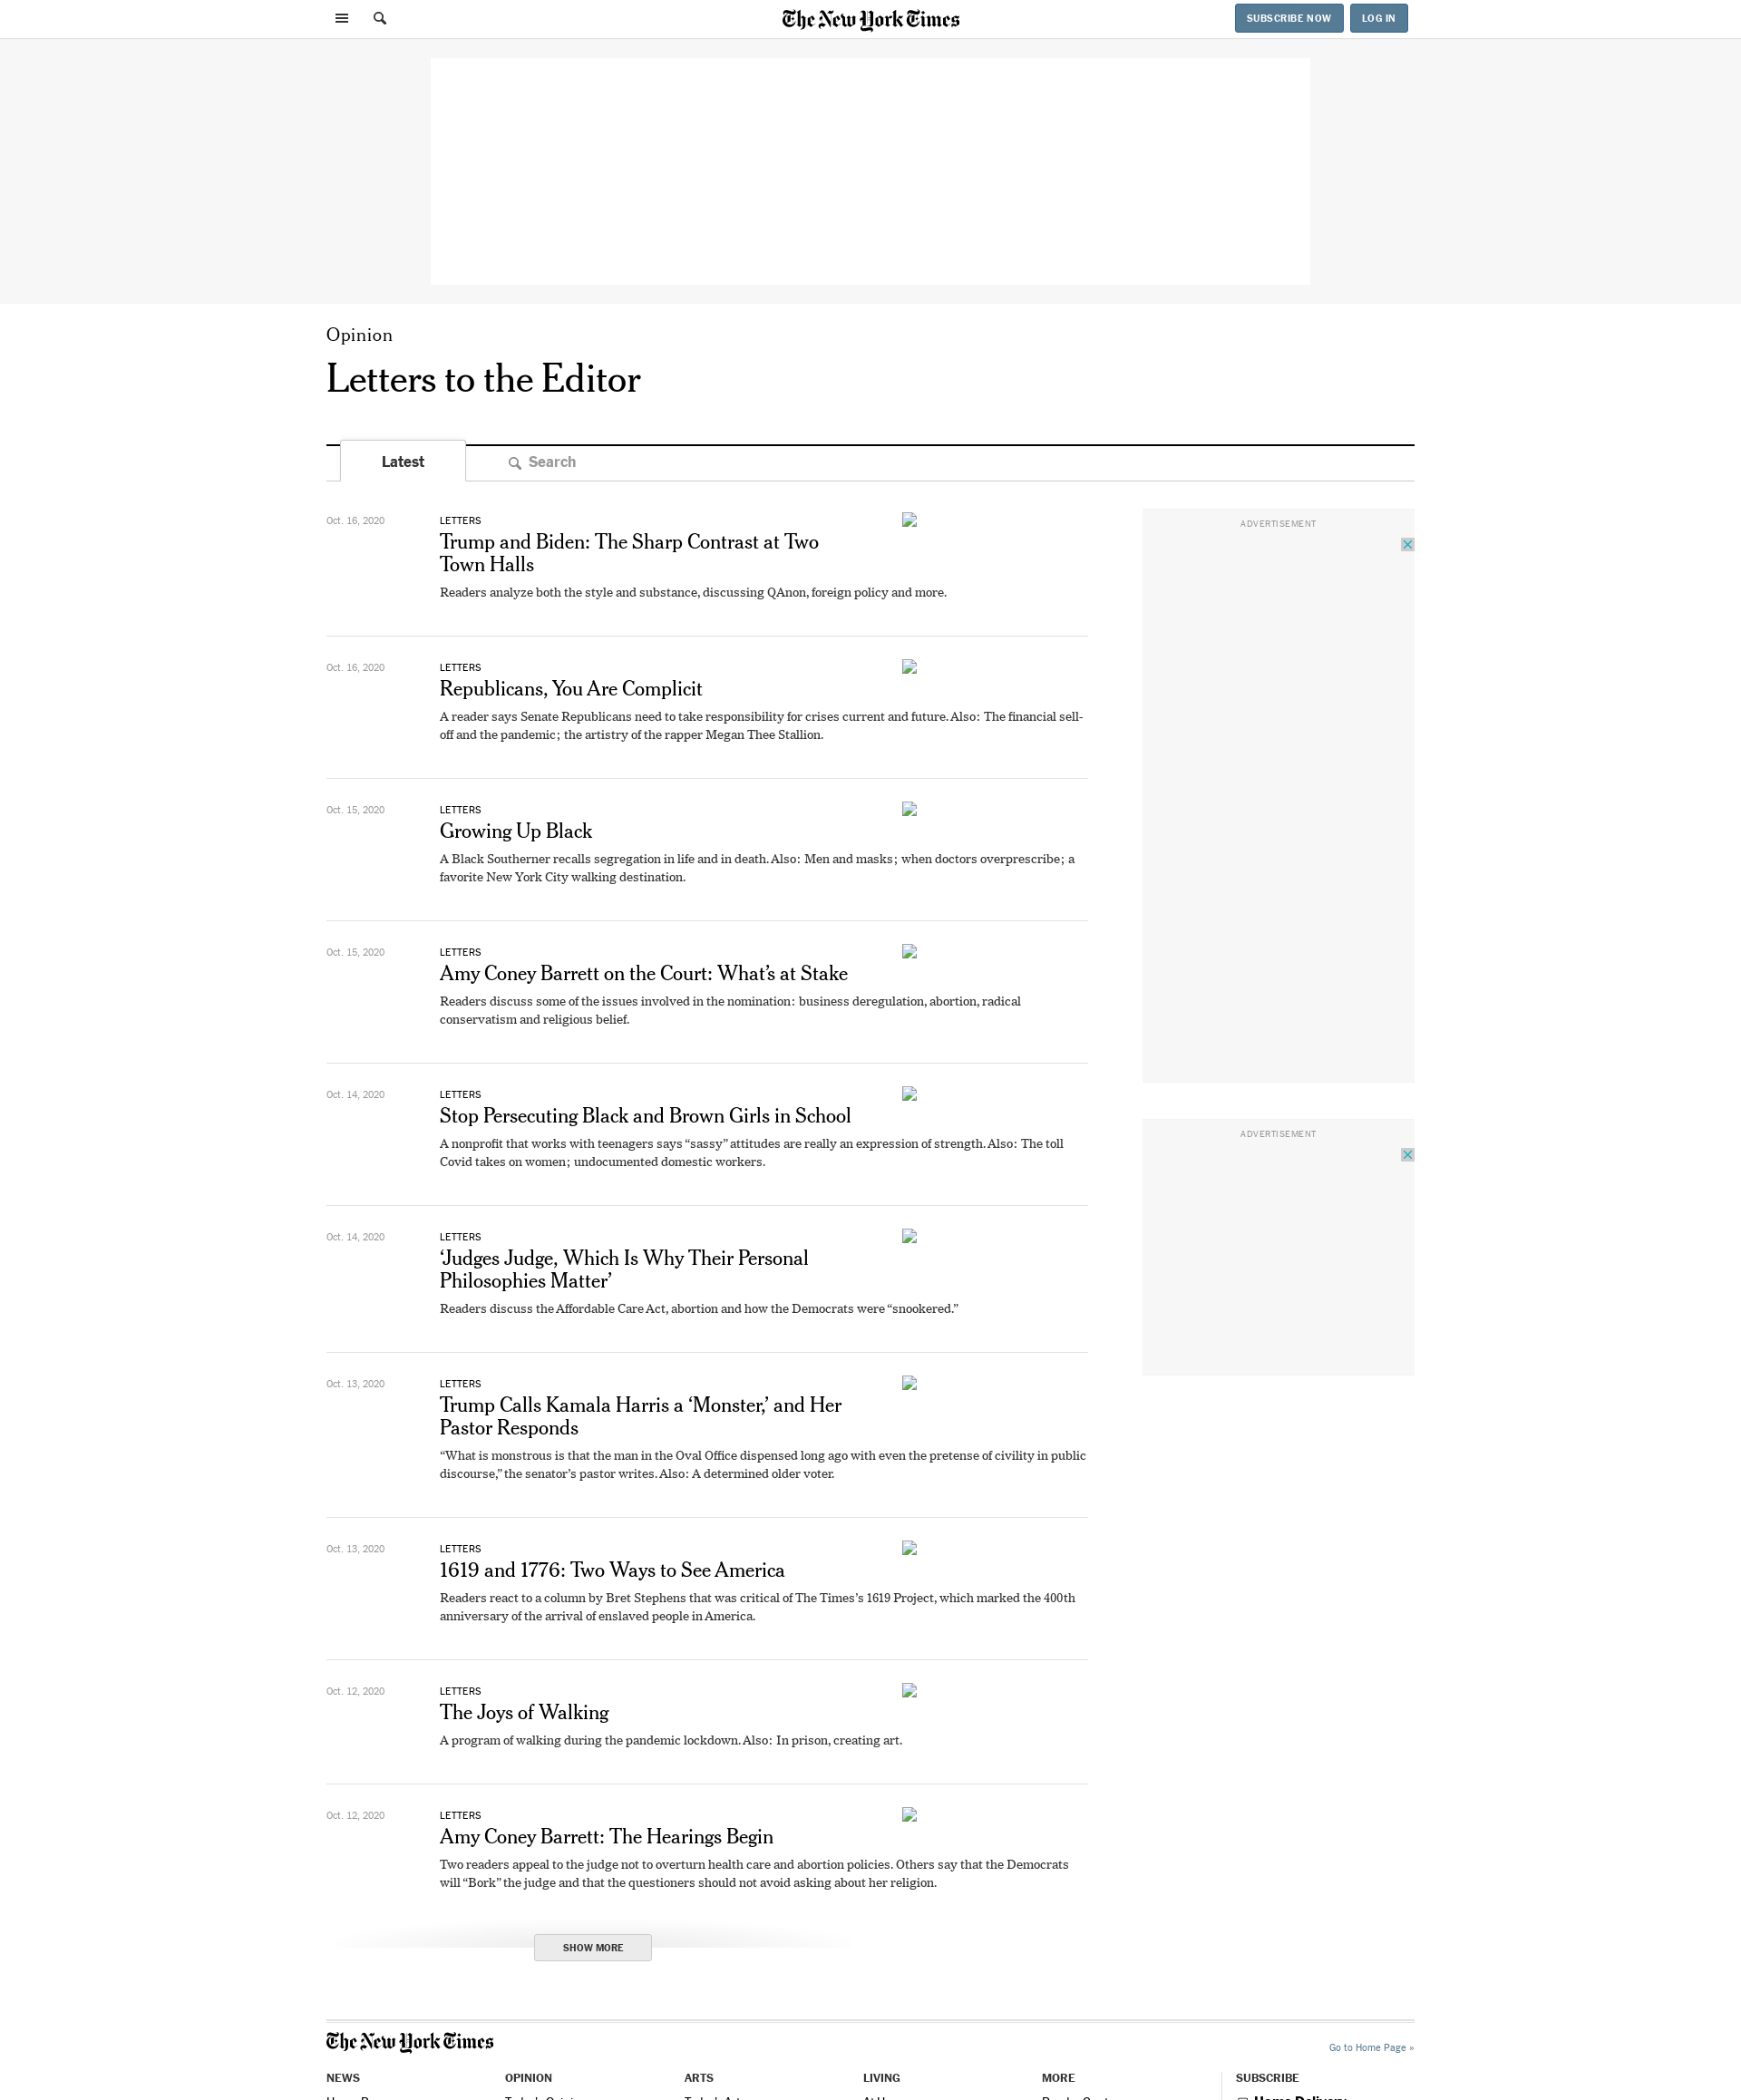 The New York Times
SUBSCRIBE NOW
LOG IN
Opinion
Letters to the Editor
Latest
Search
Oct. 16, 2020
LETTERS
Trump and Biden: The Sharp Contrast at Two
Town Halls
Readers analyze both the style and substance, discussing QAnon, foreign policy and more.
Oct. 16, 2020
LETTERS
Republicans, You Are Complicit
A reader says Senate Republicans need to take responsibility for crises current and future. Also: The financial sell-
off and the pandemic; the artistry of the rapper Megan Thee Stallion.
Oct. 15, 2020
LETTERS
Growing Up Black
A Black Southerner recalls segregation in life and in death. Also: Men and masks; when doctors overprescribe; a
favorite New York City walking destination.
Oct. 15, 2020
LETTERS
Amy Coney Barrett on the Court: What’s at Stake
Readers discuss some of the issues involved in the nomination: business deregulation, abortion, radical
conservatism and religious belief.
Oct. 14, 2020
LETTERS
Stop Persecuting Black and Brown Girls in School
A nonprofit that works with teenagers says “sassy” attitudes are really an expression of strength. Also: The toll
Covid takes on women; undocumented domestic workers.
Oct. 14, 2020
LETTERS
‘Judges Judge, Which Is Why Their Personal
Philosophies Matter’
Readers discuss the Affordable Care Act, abortion and how the Democrats were “snookered.”
Oct. 13, 2020
LETTERS
Trump Calls Kamala Harris a ‘Monster,’ and Her
Pastor Responds
“What is monstrous is that the man in the Oval Office dispensed long ago with even the pretense of civility in public
discourse,” the senator’s pastor writes. Also: A determined older voter.
Oct. 13, 2020
LETTERS
1619 and 1776: Two Ways to See America
Readers react to a column by Bret Stephens that was critical of The Times’s 1619 Project, which marked the 400th
anniversary of the arrival of enslaved people in America.
Oct. 12, 2020
LETTERS
The Joys of Walking
A program of walking during the pandemic lockdown. Also: In prison, creating art.
Oct. 12, 2020
LETTERS
Amy Coney Barrett: The Hearings Begin
Two readers appeal to the judge not to overturn health care and abortion policies. Others say that the Democrats
will “Bork” the judge and that the questioners should not avoid asking about her religion.
SHOW MORE
ADVERTISEMENT
ADVERTISEMENT
The New York Times
Go to Home Page »
NEWS
OPINION
ARTS
LIVING
MORE
SUBSCRIBE
Home Delivery